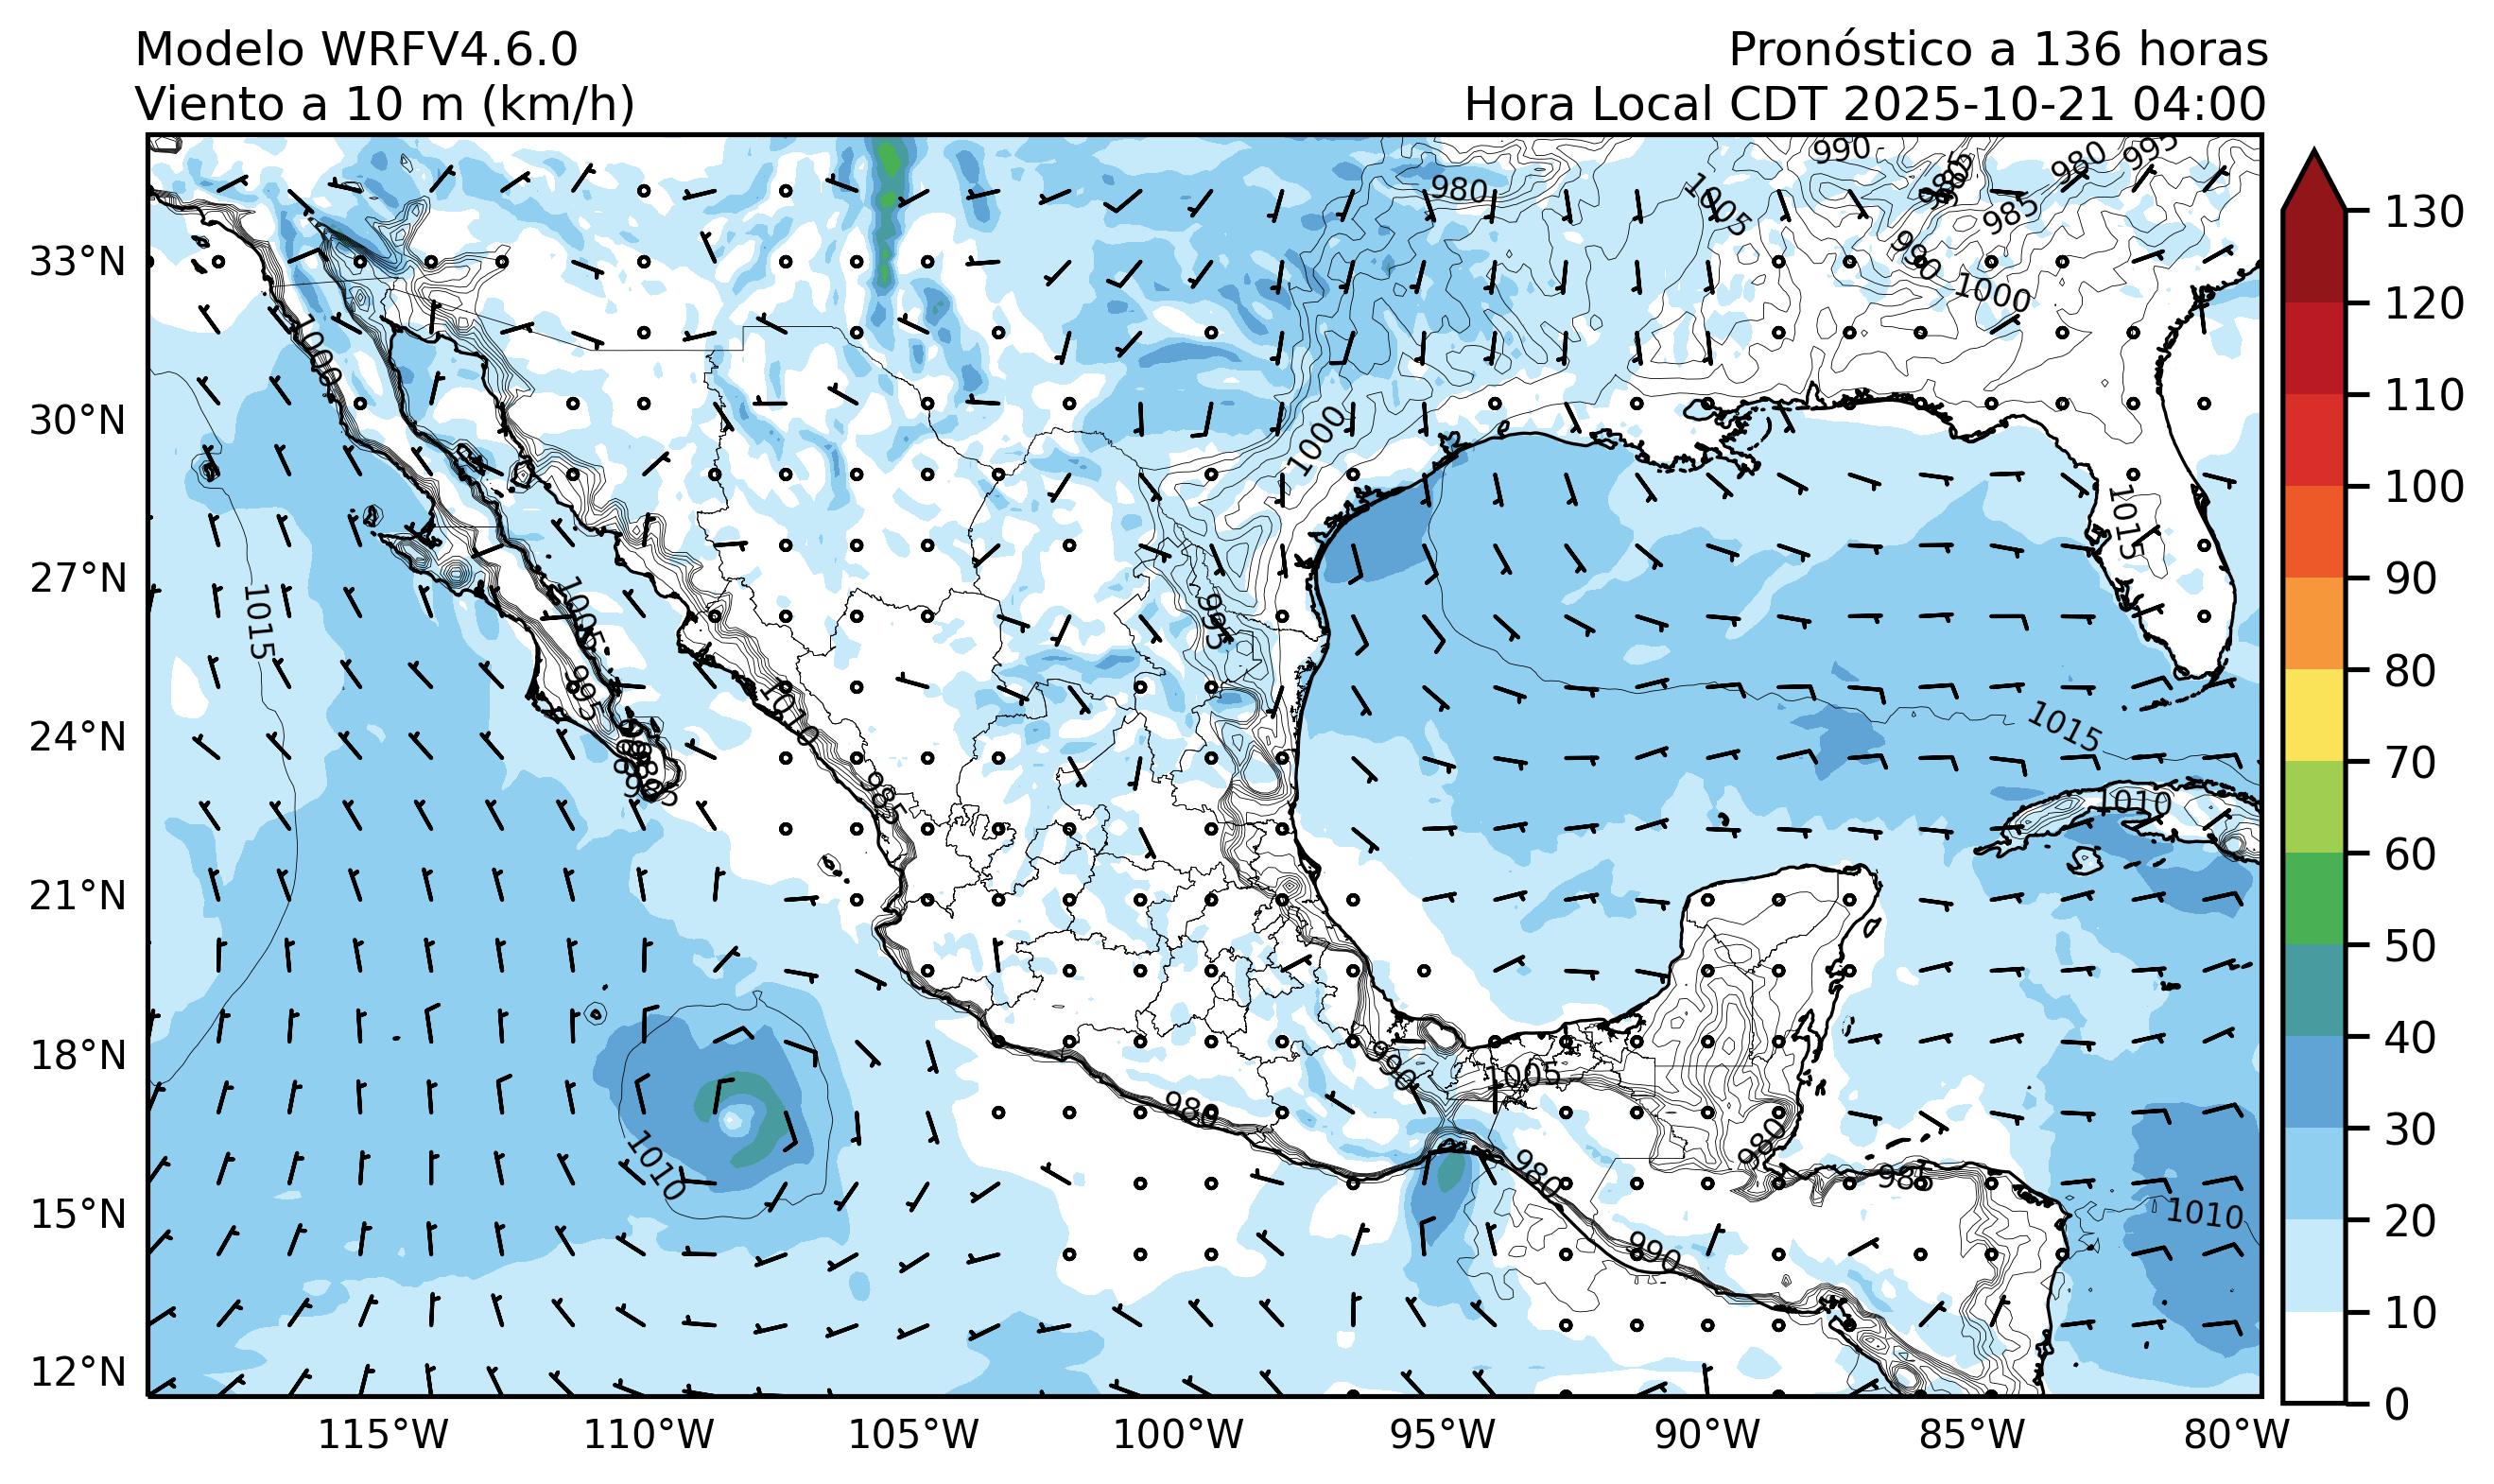 Modelo WRFV4.6.0
Pronóstico a 136 horas
Viento a 10 m (km/h)
Hora Local CDT 2025-10-21 04:00
990
995
980
980
985
1005
985
990
1000
33°N
1000
30°N
1000
1015
27°N
1015
1005
995
995
1010
24°N
1015
985
985
1010
21°N
18°N
990
1005
980
980
1010
980
985
15°N
1010
990
12°N
115°W
110°W
105°W
100°W
95°W
90°W
85°W
80°W
130
120
110
100
90
80
70
60
50
40
30
20
10
0